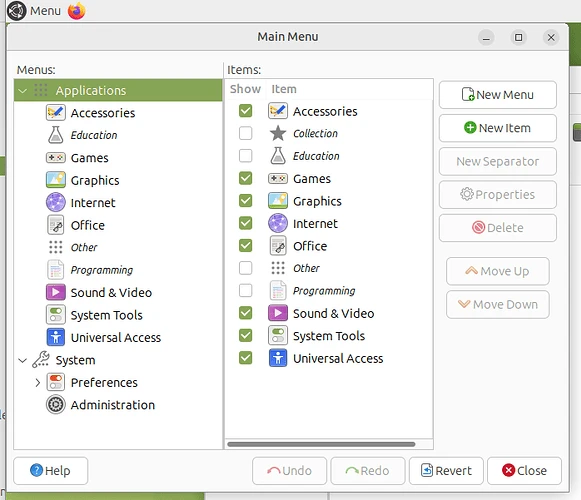 Menu
Main Menu
Menus:
Applications
Accessories
Education
Games
Graphics
Internet
Office
Other
Programming
Sound & Video
System Tools
Universal Access
System
Preferences
Administration
Items:
Show Item
Accessories
Collection
Education
Games
Graphics
Internet
Office
Other
Programming
Sound & Video
System Tools
Universal Access
New Menu
New Item
New Separator
Properties
Delete
Move Up
Move Down
Help
Undo
Redo
Revert
Close